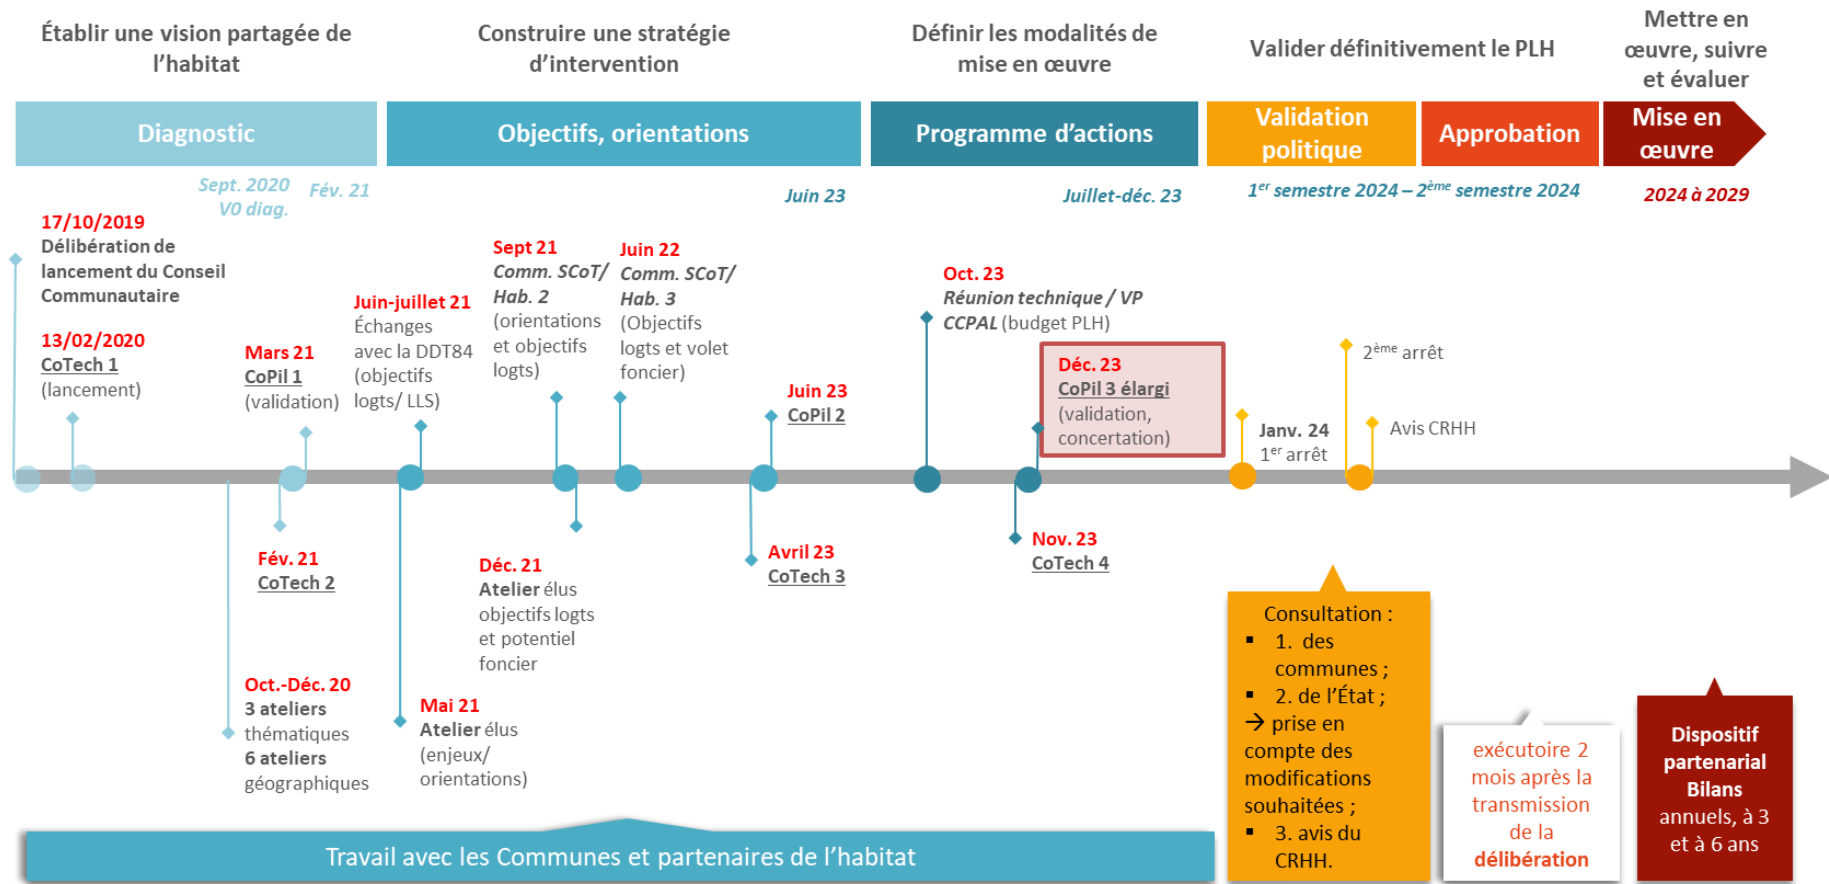 Établir une vision partagée de
l'habitat
Construire une stratégie
d'intervention
Définir les modalités de
mise en œuvre
Valider définitivement le PLH
Mettre en
œuvre, suivre
et évaluer
Diagnostic
Objectifs, orientations
Programme d'actions
Validation
politique
Approbation
Mise en
œuvre
Sept. 2020
V0 diag.
Fév. 21
Juin 23
Juillet-déc. 23
1er semestre 2024 – 2ème semestre 2024
2024 à 2029
17/10/2019
Délibération de
lancement du Conseil
Communautaire
13/02/2020
CoTech 1
(lancement)
Mars 21
CoPil 1
(validation)
Juin-juillet 21
Échanges
avec la DDT84
(objectifs
logts/ LLS)
Sept 21
Comm. SCoT/
Hab. 2
(orientations
et objectifs
logts)
Juin 22
Comm. SCoT/
Hab. 3
(Objectifs
logts et volet
foncier)
Juin 23
CoPil 2
Oct. 23
Réunion technique / VP
CCPAL (budget PLH)
Déc. 23
CoPil 3 élargi
(validation,
concertation)
Janv. 24
1er arrêt
2ème arrêt
Avis CRHH
Fév. 21
CoTech 2
Oct.-Déc. 20
3 ateliers
thématiques
6 ateliers
géographiques
Mai 21
Atelier élus
(enjeux/
orientations)
Déc. 21
Atelier élus
objectifs logts
et potentiel
foncier
Avril 23
CoTech 3
Nov. 23
CoTech 4
Consultation :
▪ 1. des
communes ;
▪ 2. de l'État ;
→ prise en
compte des
modifications
souhaitées ;
▪ 3. avis du
CRHH.
exécutoire 2
mois après la
transmission
de la
délibération
Dispositif
partenarial
Bilans
annuels, à 3
et à 6 ans
Travail avec les Communes et partenaires de l'habitat